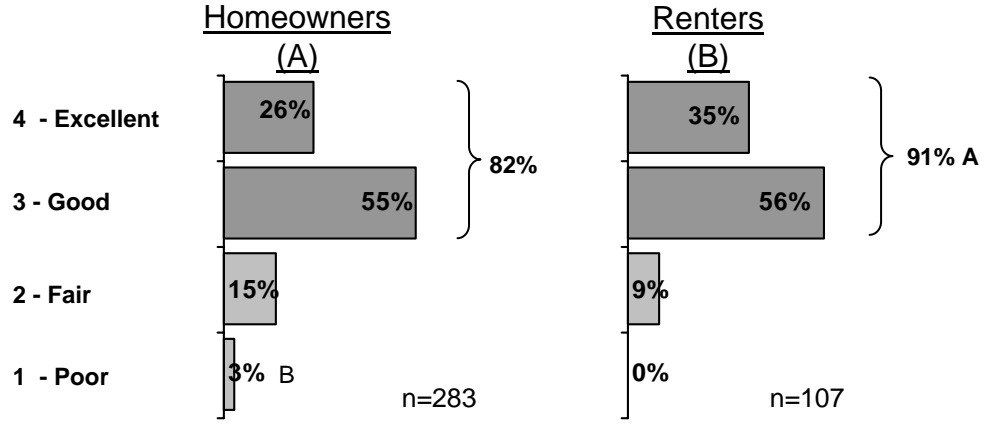 Homeowners
(A)
Renters
(B)
4 - Excellent 26% 35%
82% 91% A
3 - Good 55% 56%
2 - Fair 15% 9%
1 - Poor 3% B 0%
n=283 n=107